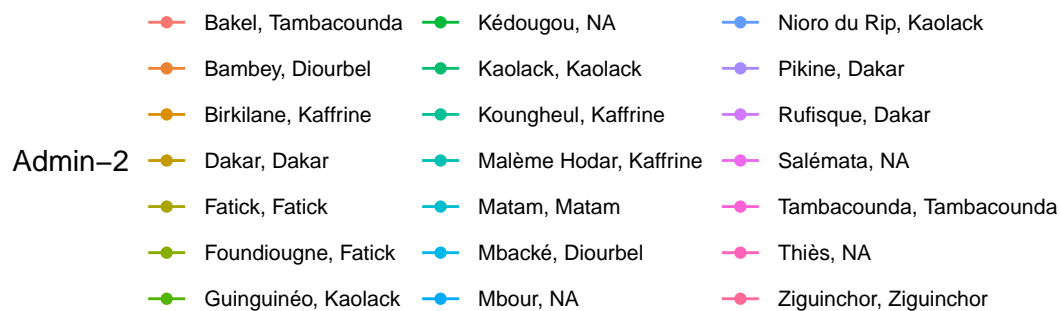 Admin−2
Bakel, Tambacounda
Bambey, Diourbel
Birkilane, Kaffrine
Dakar, Dakar
Fatick, Fatick
Foundiougne, Fatick
Guinguinéo, Kaolack
Kédougou, NA
Kaolack, Kaolack
Koungheul, Kaffrine
Malème Hodar, Kaffrine
Matam, Matam
Mbacké, Diourbel
Mbour, NA
Nioro du Rip, Kaolack
Pikine, Dakar
Rufisque, Dakar
Salémata, NA
Tambacounda, Tambacounda
Thiès, NA
Ziguinchor, Ziguinchor